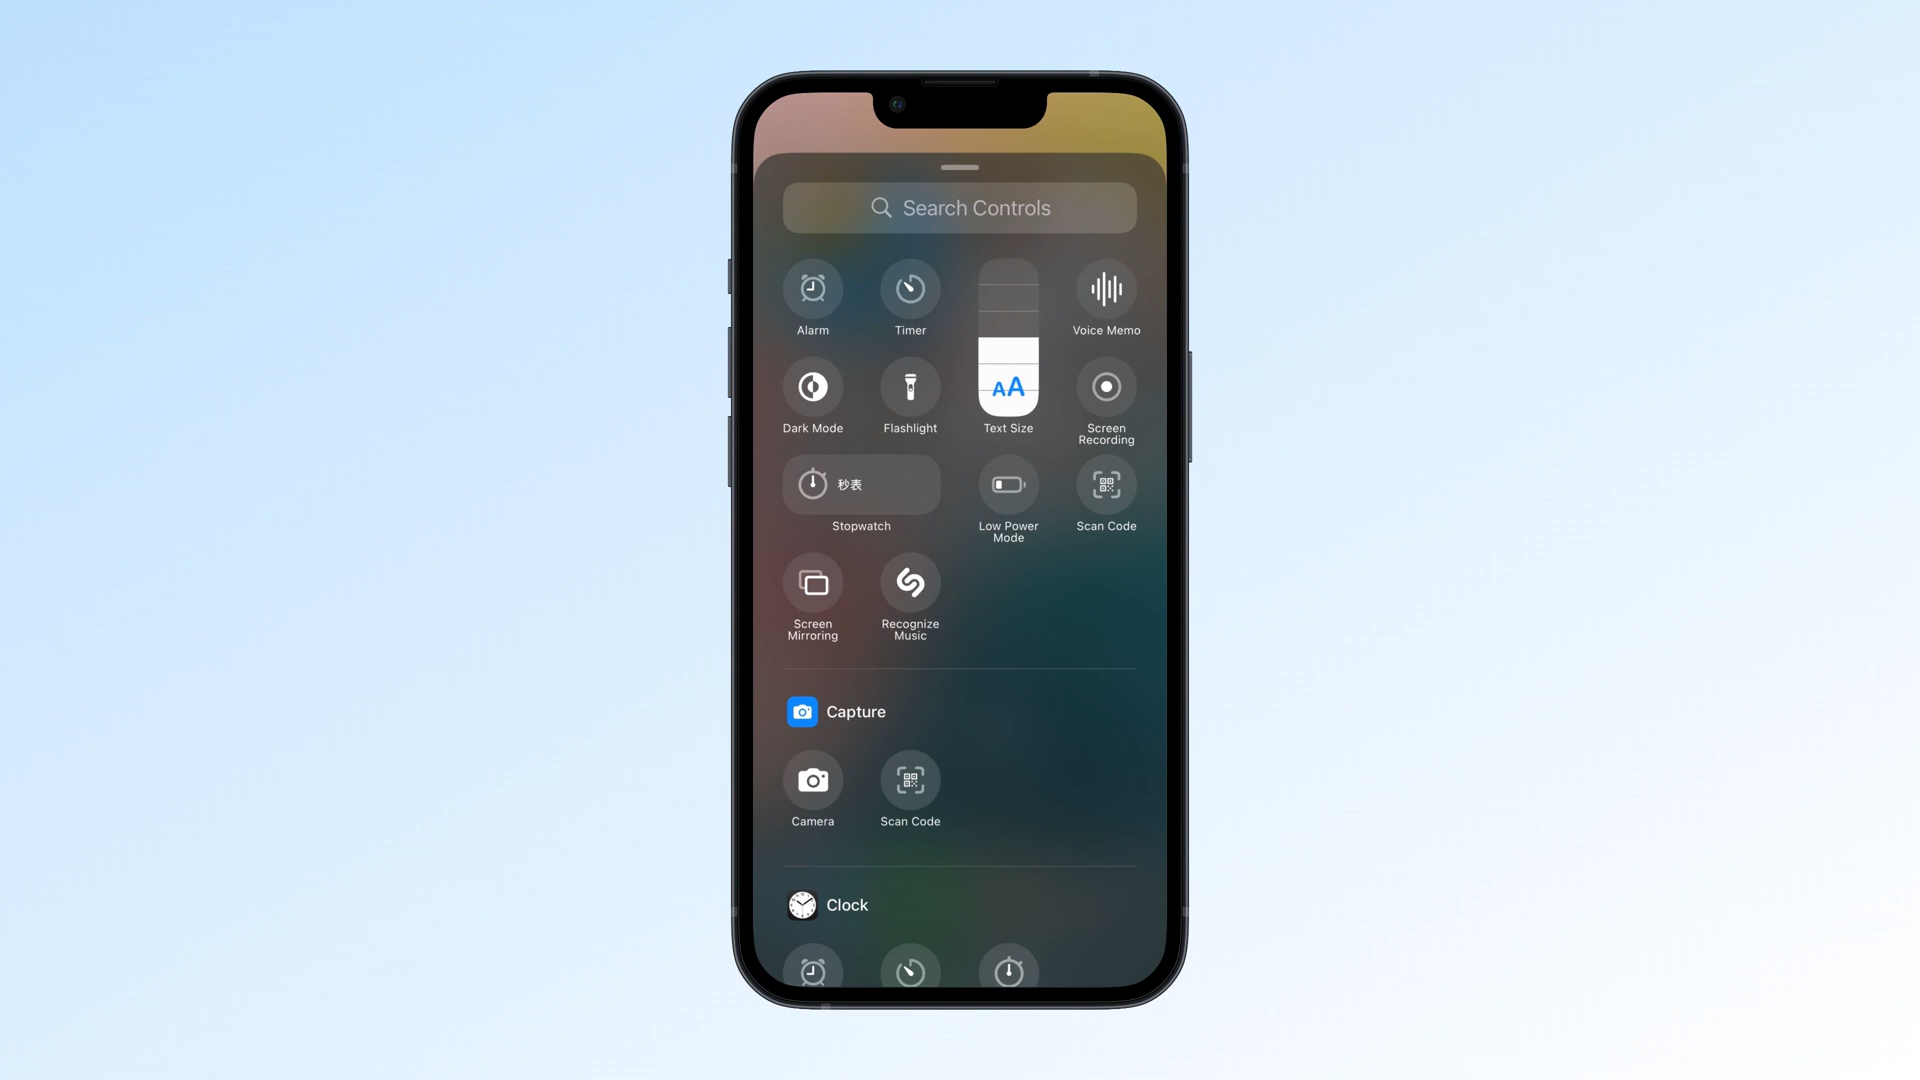 Search Controls
Alarm
Timer
Voice Memo
Dark Mode
Flashlight
AA
Text Size
Screen
Recording
秒表
Stopwatch
Low Power
Mode
Scan Code
Screen
Mirroring
Recognize
Music
Capture
Camera
Scan Code
Clock